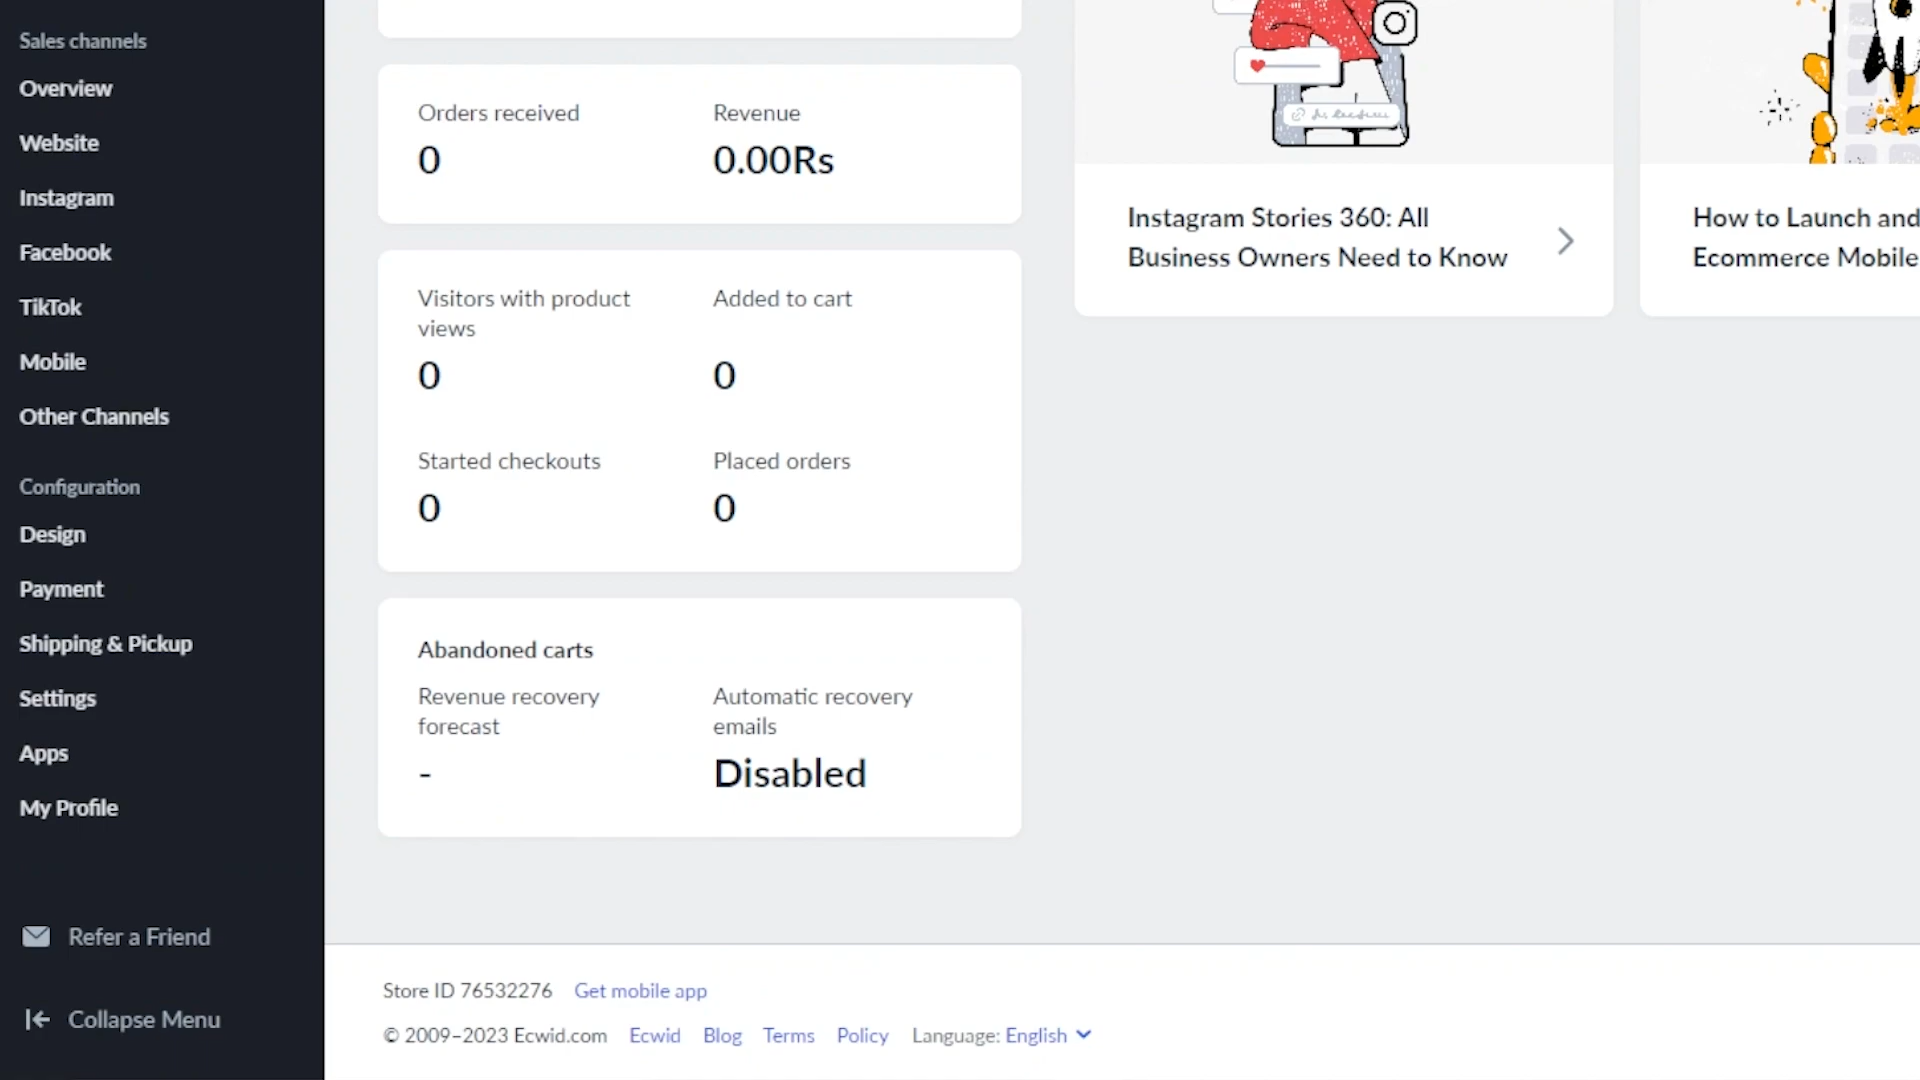 Sales channels
Overview
Website
Instagram
Facebook
TikTok
Mobile
Other Channels
Configuration
Design
Payment
Shipping & Pickup
Settings
Apps
My Profile
Refer a Friend
Collapse Menu
Orders received
0
Revenue
0.00Rs
Visitors with product
views
0
Added to cart
0
Started checkouts
0
Placed orders
0
Abandoned carts
Revenue recovery
forecast
-
Automatic recovery
emails
Disabled
Instagram Stories 360: All
Business Owners Need to Know
How to Launch and
Ecommerce Mobile
Store ID 76532276 Get mobile app
© 2009–2023 Ecwid.com Ecwid Blog Terms Policy Language: English